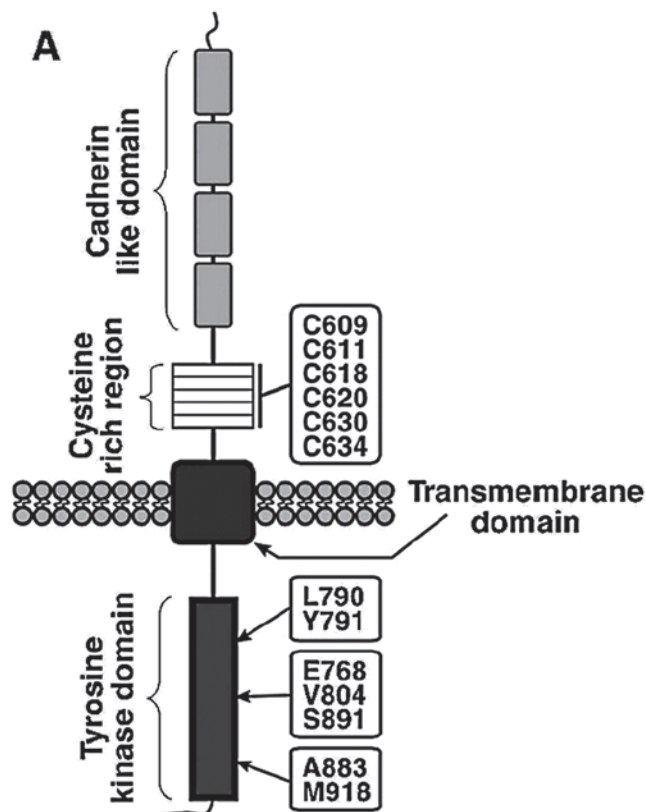 A
Cadherin
like domain
Cysteine
rich region
C609
C611
C618
C620
C630
C634
Transmembrane
domain
Tyrosine
kinase domain
L790
Y791
E768
V804
S891
A883
M918